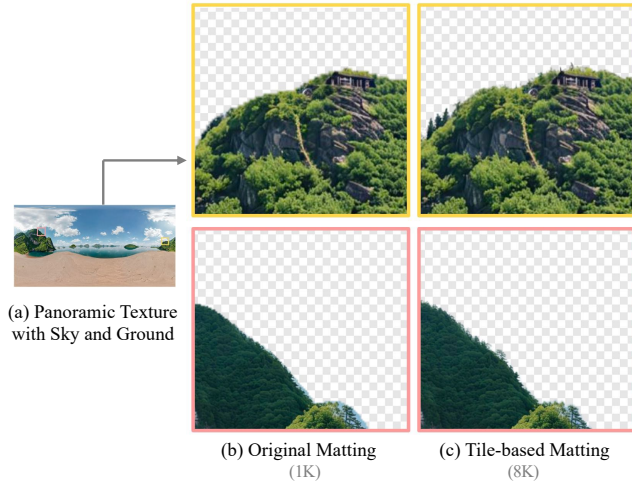 (a) Panoramic Texture
with Sky and Ground
(b) Original Matting
(1K)
(c) Tile-based Matting
(8K)